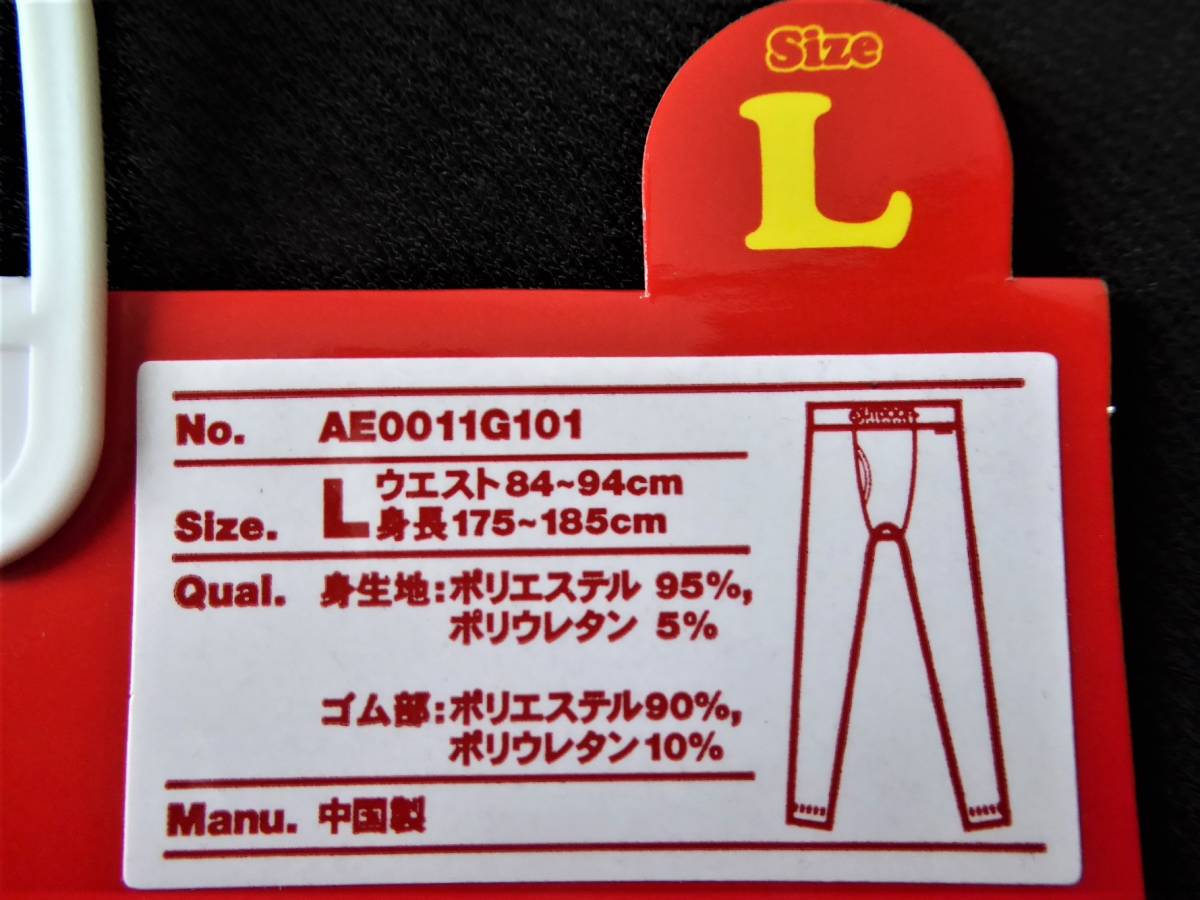 Size
L
No. AE0011G101
Size. L ウエスト84~94cm
身長175~185cm
Qual. 身生地:ポリエステル 95%,
ポリウレタン 5%
ゴム部:ポリエステル90%,
ポリウレタン10%
Manu. 中国製
OUTDOOR